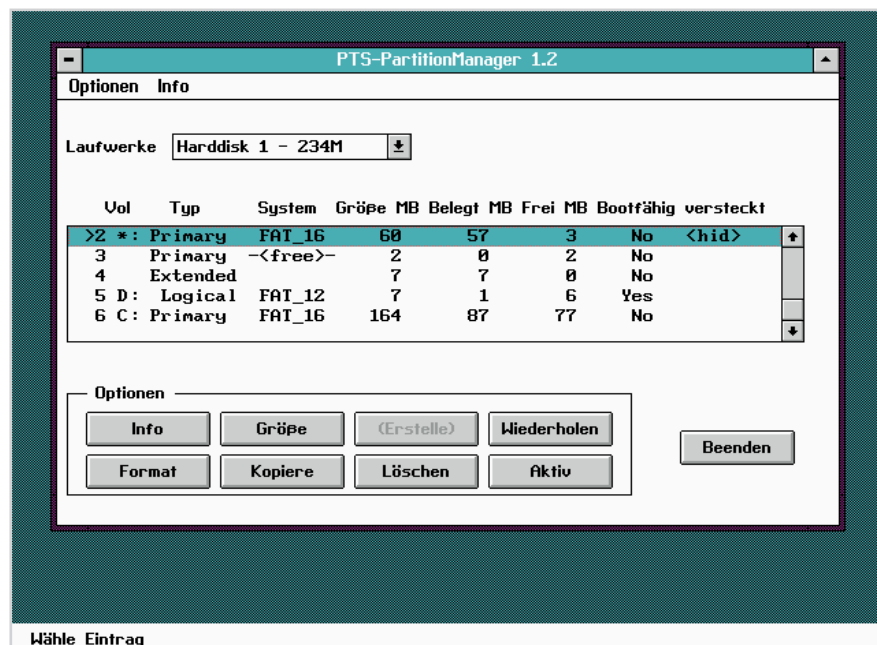 PTS-PartitionManager 1.2
Optionen Info
Laufwerke Harddisk 1 - 234M
Vol Typ System Größe MB Belegt MB Frei MB Bootfähig versteckt
>2 *: Primary FAT_16 60 57 3 No <hid>
3 Primary -<free>- 2 0 2 No
4 Extended 7 7 0 No
5 D: Logical FAT_12 7 1 6 Yes
6 C: Primary FAT_16 164 87 77 No
Optionen
Info Größe (Erstelle) Wiederholen
Beenden
Format Kopiere Löschen Aktiv
Wähle Eintrag